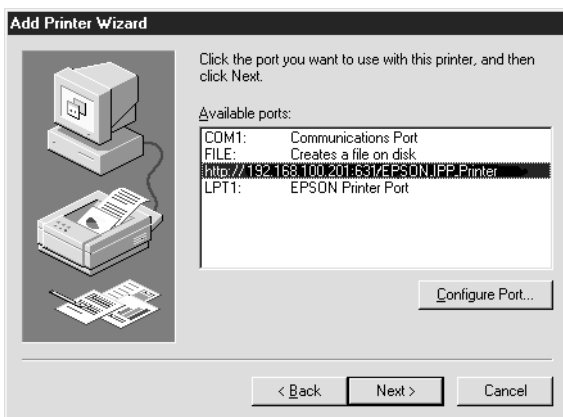 Add Printer Wizard
Click the port you want to use with this printer, and then
click Next.
Available ports:
COM1: Communications Port
FILE: Creates a file on disk
http://192.168.100.201:631/EPSON_IPP_Printer
LPT1: EPSON Printer Port
Configure Port...
< Back
Next >
Cancel